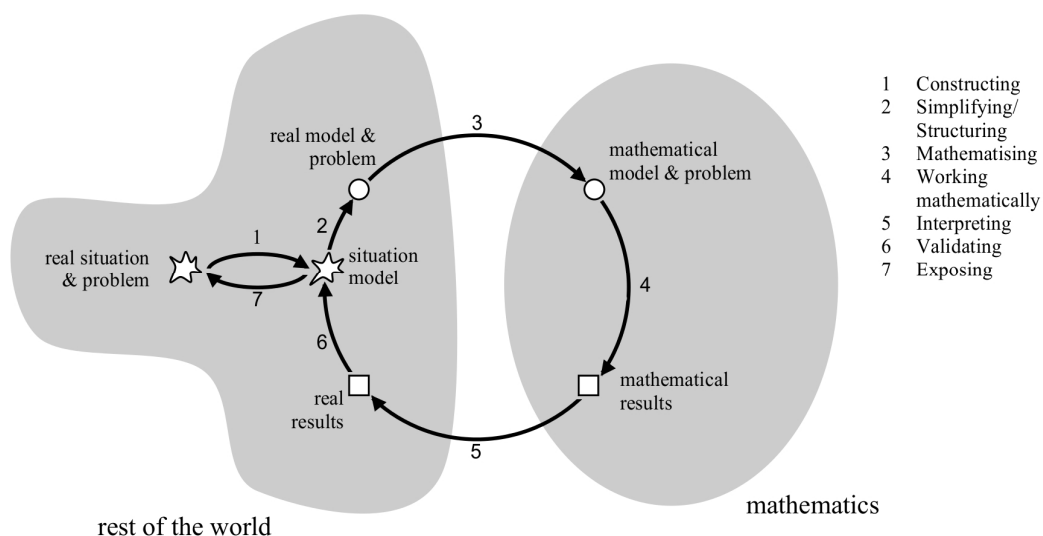 3
real model &
problem
mathematical
model & problem
2
1
real situation
& problem
situation
model
7
4
6
real
results
mathematical
results
5
rest of the world
mathematics
1 Constructing
2 Simplifying/
Structuring
3 Mathematising
4 Working
mathematically
5 Interpreting
6 Validating
7 Exposing